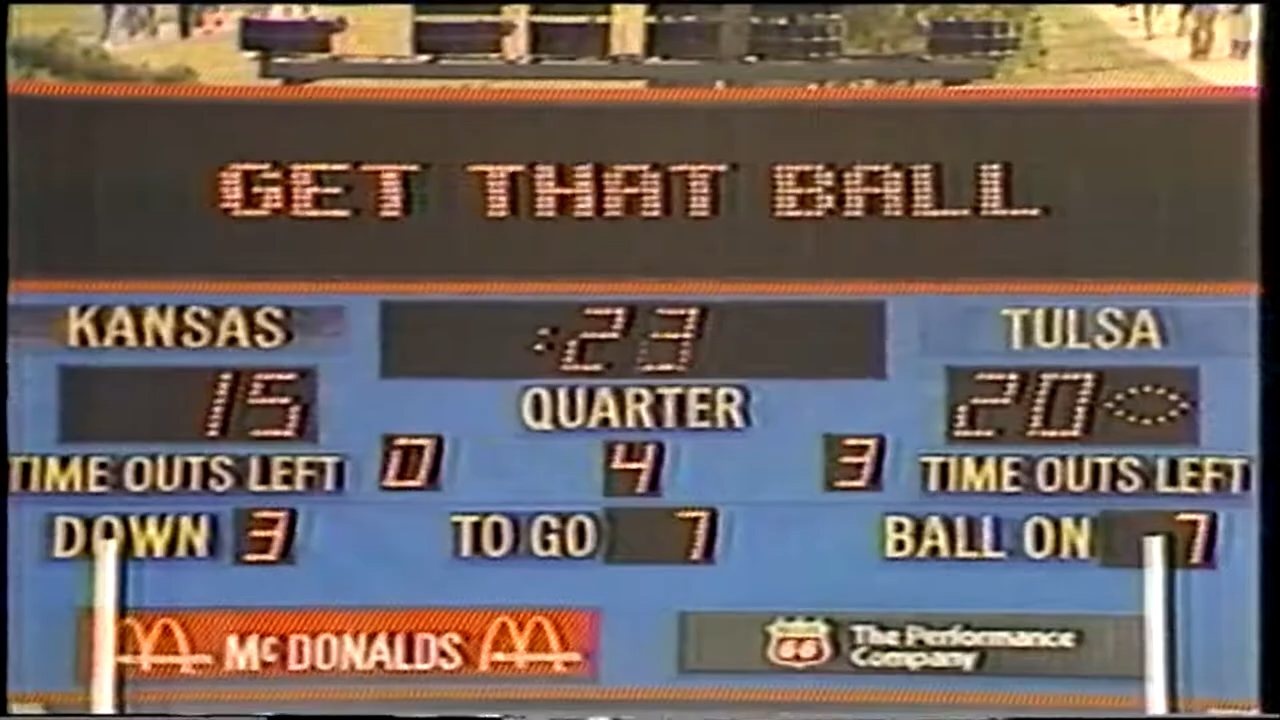 GET THAT BALL
KANSAS :23 TULSA
15 QUARTER 20
TIME OUTS LEFT 0 4 3 TIME OUTS LEFT
DOWN 3 TO GO 7 BALL ON 7
McDONALDS
66 The Performance
Company